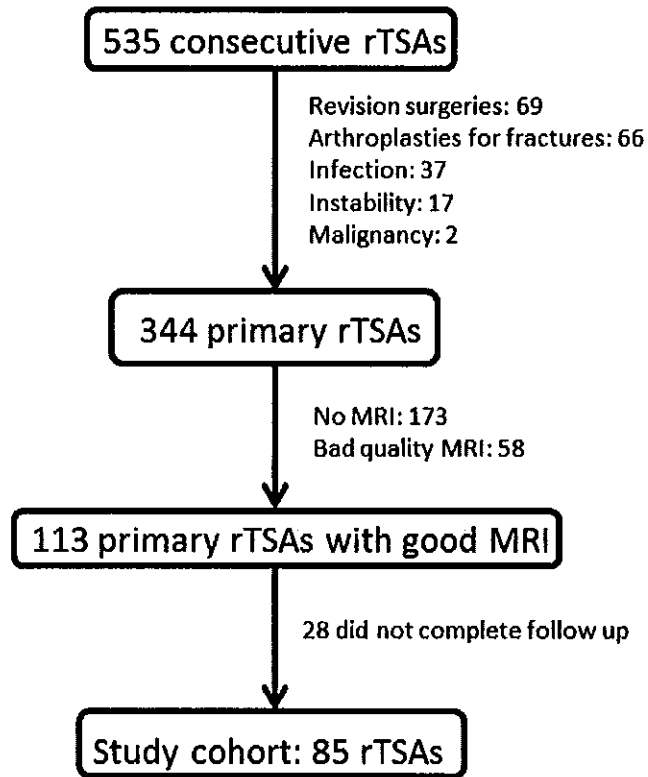 535 consecutive rTSAs
Revision surgeries: 69
Arthroplasties for fractures: 66
Infection: 37
Instability: 17
Malignancy: 2
344 primary rTSAs
No MRI: 173
Bad quality MRI: 58
113 primary rTSAs with good MRI
28 did not complete follow up
Study cohort: 85 rTSAs